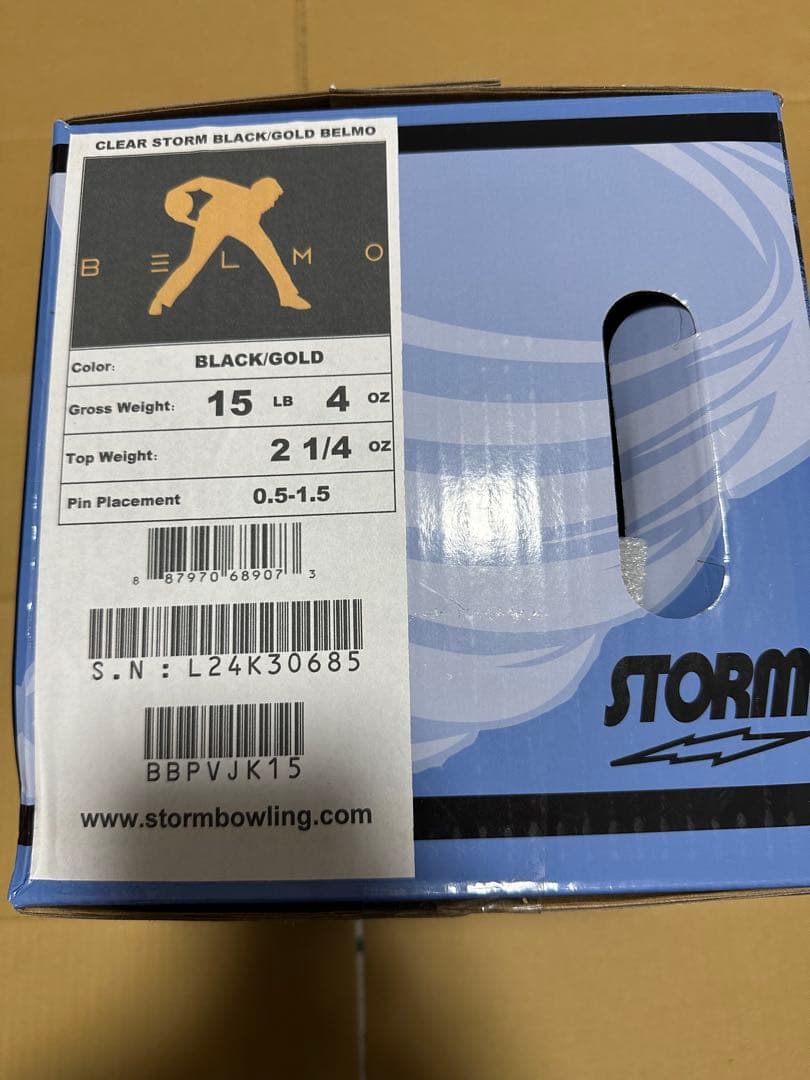 CLEAR STORM BLACK/GOLD BELMO
BELMO
Color: BLACK/GOLD
Gross Weight: 15 LB 4 OZ
Top Weight: 2 1/4 OZ
Pin Placement 0.5-1.5
8 87970 68907 3
S.N : L24K30685
BBPVJK15
www.stormbowling.com
STORM